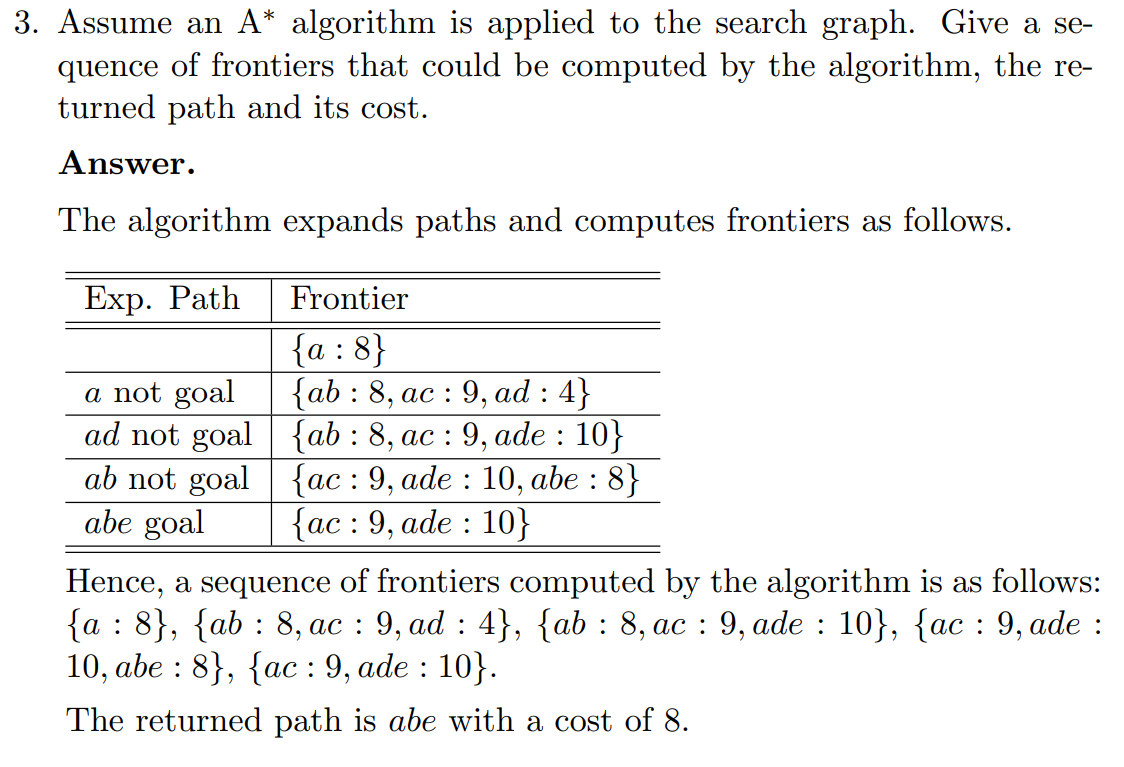 3. Assume an A* algorithm is applied to the search graph. Give a se-
quence of frontiers that could be computed by the algorithm, the re-
turned path and its cost.
Answer.
The algorithm expands paths and computes frontiers as follows.
Exp. Path Frontier
{a : 8}
a not goal {ab : 8, ac : 9, ad : 4}
ad not goal {ab : 8, ac : 9, ade : 10}
ab not goal {ac : 9, ade : 10, abe : 8}
abe goal {ac : 9, ade : 10}
Hence, a sequence of frontiers computed by the algorithm is as follows:
{a : 8}, {ab : 8, ac : 9, ad : 4}, {ab : 8, ac : 9, ade : 10}, {ac : 9, ade :
10, abe : 8}, {ac : 9, ade : 10}.
The returned path is abe with a cost of 8.